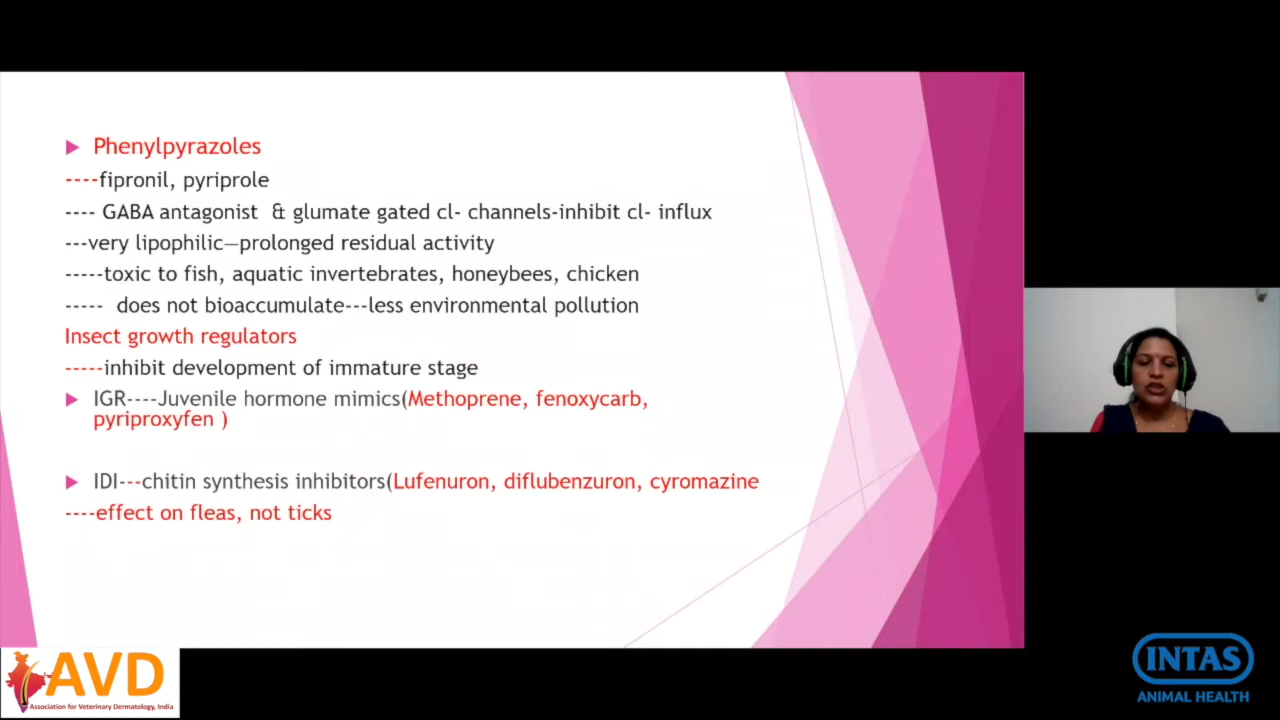 Phenylpyrazoles
----fipronil, pyriprole
---- GABA antagonist & glumate gated cl- channels-inhibit cl- influx
---very lipophilic—prolonged residual activity
-----toxic to fish, aquatic invertebrates, honeybees, chicken
----- does not bioaccumulate---less environmental pollution
Insect growth regulators
-----inhibit development of immature stage
IGR----Juvenile hormone mimics(Methoprene, fenoxycarb,
pyriproxyfen )
IDI---chitin synthesis inhibitors(Lufenuron, diflubenzuron, cyromazine
----effect on fleas, not ticks
AVD
Association for Veterinary Dermatology, India
INTAS
ANIMAL HEALTH